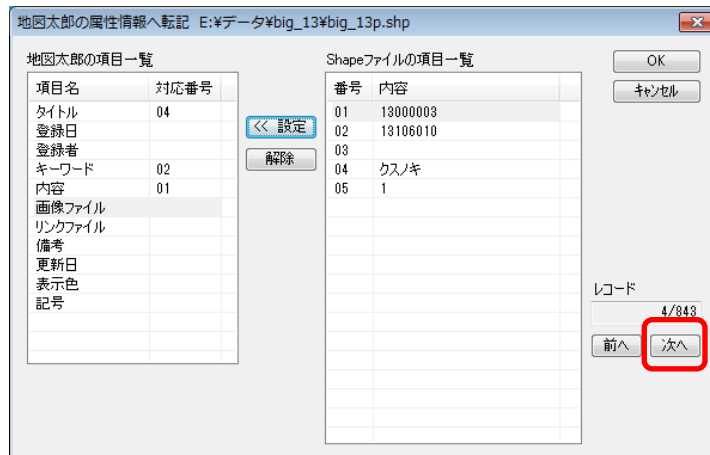 地図太郎の属性情報へ転記 E:¥データ¥big_13¥big_13p.shp
地図太郎の項目一覧
項目名 対応番号
タイトル 04
登録日
登録者
キーワード 02
内容 01
画像ファイル
リンクファイル
備考
更新日
表示色
記号
<< 設定
解除
Shapeファイルの項目一覧
番号 内容
01 13000003
02 13106010
03
04 クスノキ
05 1
OK
キャンセル
レコード
4/843
前へ 次へ